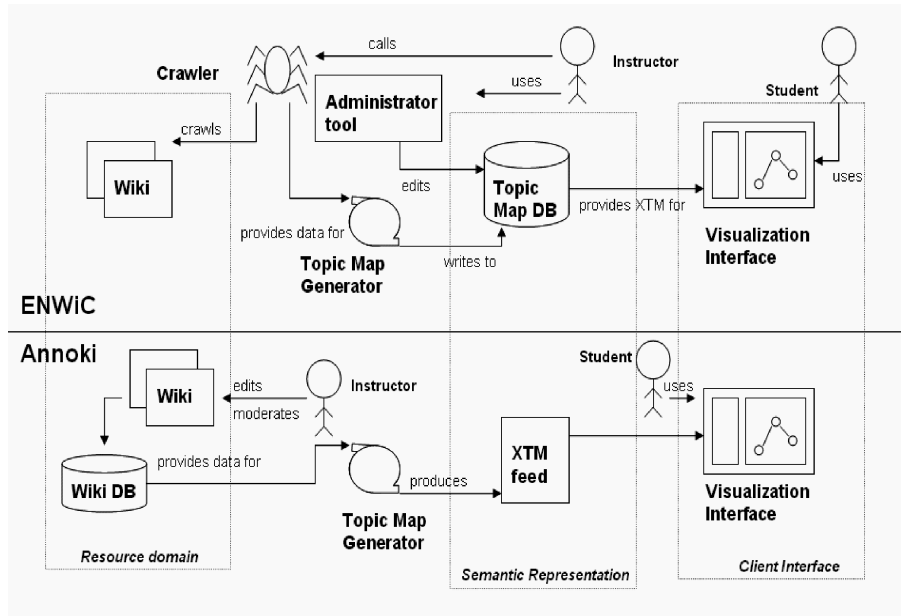 calls
Instructor
Crawler
uses
Student
Administrator
tool
crawls
Wiki
edits
Topic
Map DB
provides XTM for
uses
provides data for
Topic Map
Generator
writes to
Visualization
Interface
ENWiC
Annoki
Student
edits
Instructor
uses
Wiki
moderates
provides data for
Wiki DB
produces
XTM
feed
Topic Map
Generator
Visualization
Interface
Resource domain
Semantic Representation
Client Interface